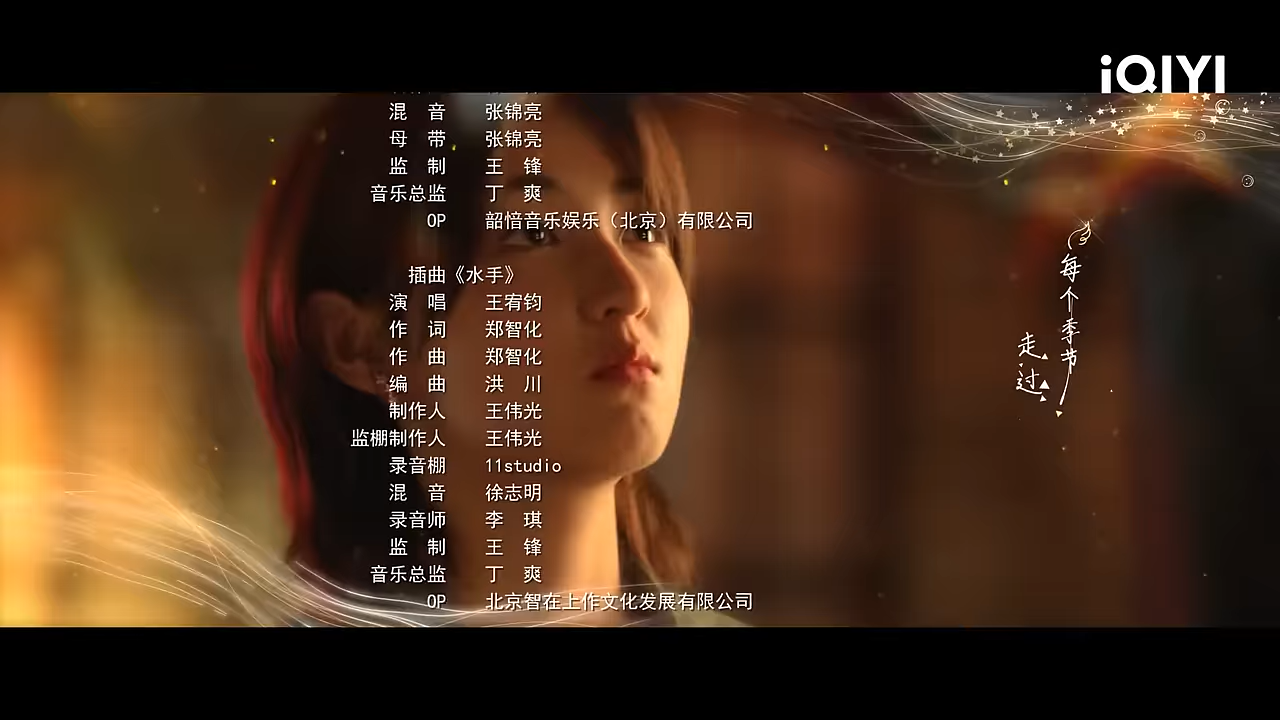 iQIYI
混 音 张锦亮
母 带 张锦亮
监 制 王 锋
音乐总监 丁 爽
OP 韶愔音乐娱乐（北京）有限公司
插曲《水手》
演 唱 王宥钧
作 词 郑智化
作 曲 郑智化
编 曲 洪 川
制作人 王伟光
监棚制作人 王伟光
录音棚 11studio
混 音 徐志明
录音师 李 琪
监 制 王 锋
音乐总监 丁 爽
OP 北京智在上作文化发展有限公司
每个季节
走过